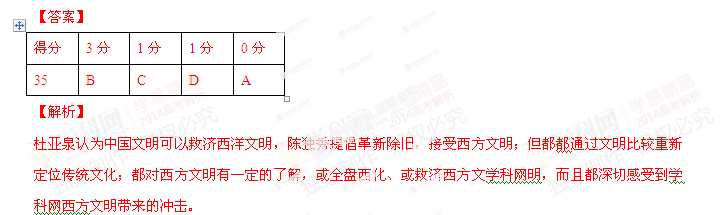 【答案】
得分 3 分 1 分 1 分 0 分
35 B C D A
【解析】
杜亚泉认为中国文明可以救济西洋文明，陈独秀提倡革新除旧，接受西方文明；但都都通过文明比较重新
定位传统文化；都对西方文明有一定的了解，或全盘西化、或救济西方文学科网明，而且都深切感受到学
科网西方文明带来的冲击。